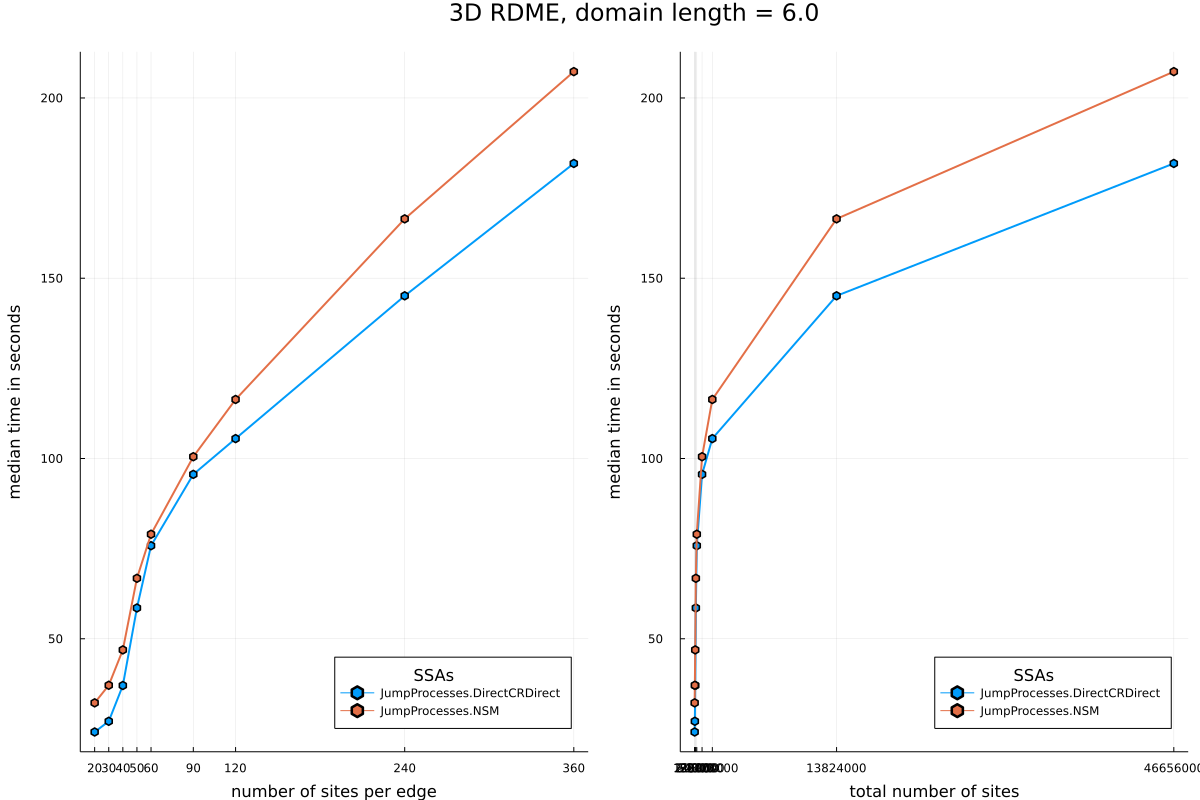 3D RDME, domain length = 6.0
median time in seconds
200
150
100
50
SSAs
JumpProcesses.DirectCRDirect
JumpProcesses.NSM
20 30 40 50 60 90 120 240 360
number of sites per edge
median time in seconds
200
150
100
50
SSAs
JumpProcesses.DirectCRDirect
JumpProcesses.NSM
13824000 46656000
total number of sites